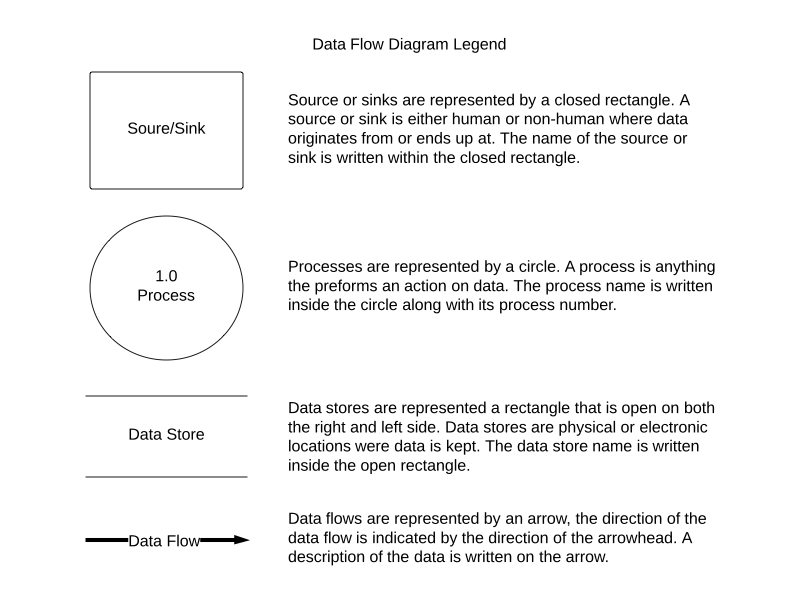 Data Flow Diagram Legend
Soure/Sink
Source or sinks are represented by a closed rectangle. A
source or sink is either human or non-human where data
originates from or ends up at. The name of the source or
sink is written within the closed rectangle.
1.0
Process
Processes are represented by a circle. A process is anything
the preforms an action on data. The process name is written
inside the circle along with its process number.
Data Store
Data stores are represented a rectangle that is open on both
the right and left side. Data stores are physical or electronic
locations were data is kept. The data store name is written
inside the open rectangle.
Data Flow
Data flows are represented by an arrow, the direction of the
data flow is indicated by the direction of the arrowhead. A
description of the data is written on the arrow.